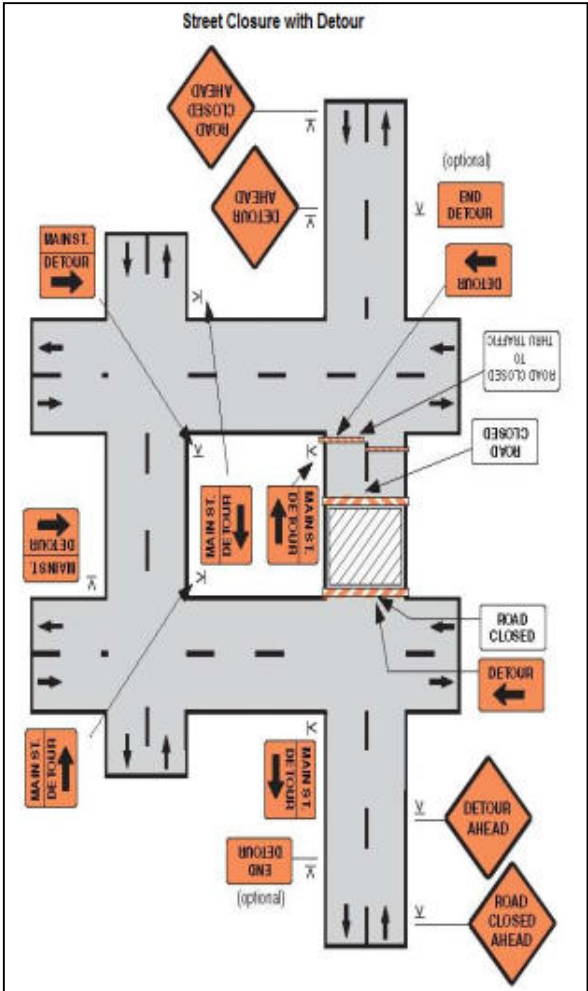 Street Closure with Detour
ROAD
CLOSED
AHEAD
DETOUR
AHEAD
(optional)
END
DETOUR
DETOUR
MAIN ST.
DETOUR
ROAD CLOSED
TO
THRU TRAFFIC
ROAD
CLOSED
MAIN ST.
DETOUR
MAIN ST.
DETOUR
MAIN ST.
DETOUR
ROAD
CLOSED
DETOUR
MAIN ST.
DETOUR
MAIN ST.
DETOUR
END
DETOUR
(optional)
DETOUR
AHEAD
ROAD
CLOSED
AHEAD